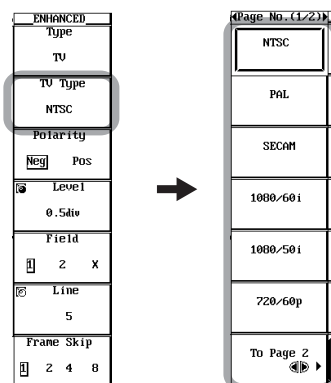 ENHANCED
Type
TV
TV Type
NTSC
Polarity
Neg Pos
Level
0.5div
Field
1 2 X
Line
5
Frame Skip
1 2 4 8
Page No.(1/2)
NTSC
PAL
SECAM
1080/60i
1080/50i
720/60p
To Page 2